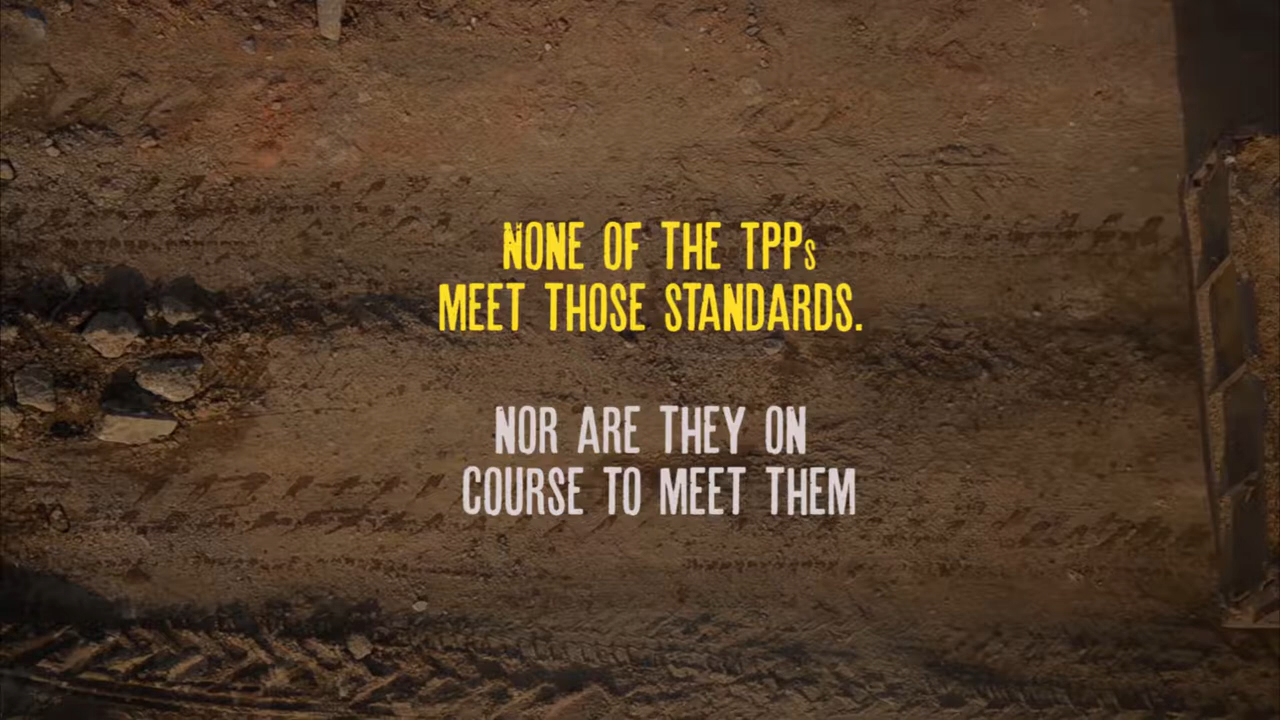 NONE OF THE TPPs
MEET THOSE STANDARDS.
NOR ARE THEY ON
COURSE TO MEET THEM